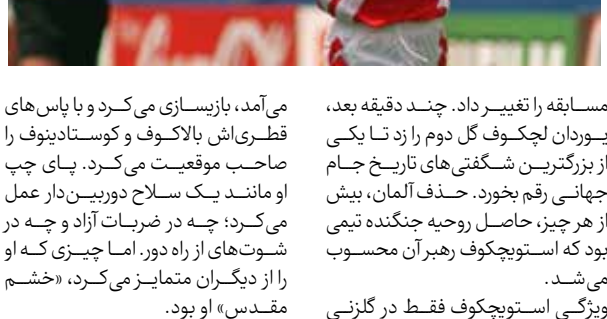 مسابقه را تغییر داد. چند دقیقه بعد،
یوردان لچکوف گل دوم را زد تا یکی
از بزرگترین شگفتی‌های تاریخ جام
جهانی رقم بخورد. حذف آلمان، بیش
از هر چیز، حاصل روحیه جنگنده تیمی
بود که استویچکوف رهبر آن محسوب
می‌شد.
ویژگی استویچکوف فقط در گلزنی
می‌آمد، بازیسازی می‌کرد و با پاس‌های
قطری‌اش بالاکوف و کوستادینوف را
صاحب موقعیت می‌کرد. پای چپ
او مانند یک سلاح دوربین‌دار عمل
می‌کرد؛ چه در ضربات آزاد و چه در
شوت‌های از راه دور. اما چیزی که او
را از دیگران متمایز می‌کرد، «خشم
مقدس» او بود.